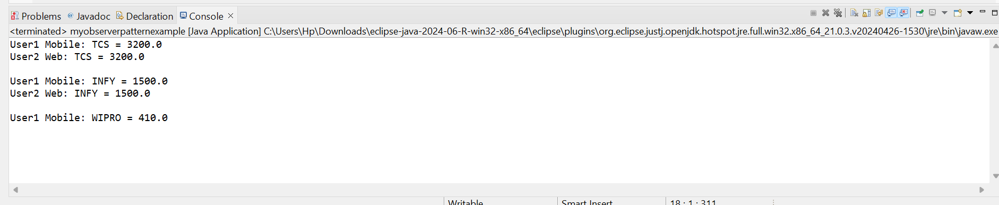 Problems @ Javadoc Declaration Console
<terminated> myobserverpatternexample [Java Application] C:\Users\Hp\Downloads\eclipse-java-2024-06-R-win32-x86_64\eclipse\plugins\org.eclipse.justj.openjdk.hotspot.jre.full.win32.x86_64_21.0.3.v20240426-1530\jre\bin\javaw.exe
User1 Mobile: TCS = 3200.0
User2 Web: TCS = 3200.0
User1 Mobile: INFY = 1500.0
User2 Web: INFY = 1500.0
User1 Mobile: WIPRO = 410.0
Writable Smart Insert 18 : 1 : 311